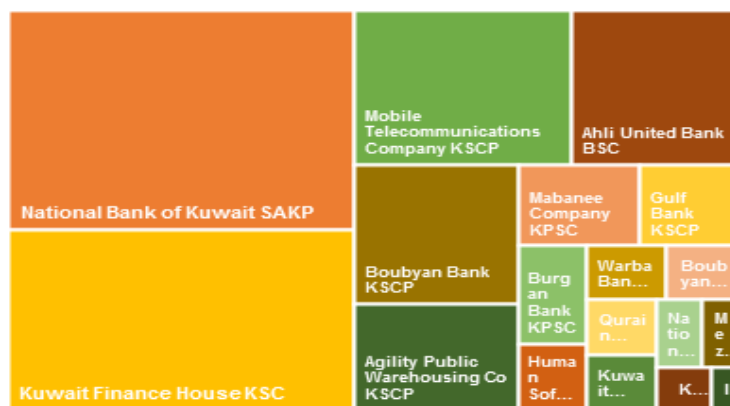 National Bank of Kuwait SAKP
Kuwait Finance House KSC
Mobile
Telecommunications
Company KSCP
Ahli United Bank
BSC
Boubyan Bank
KSCP
Agility Public
Warehousing Co
KSCP
Mabanee
Company
KPSC
Gulf
Bank
KSCP
Burg
an
Bank
KPSC
Warba
Ban...
Boub
yan...
Qurai
n...
Na
tion
...
M
e
z...
Huma
n
Sof...
Kuwa
it...
K...
I